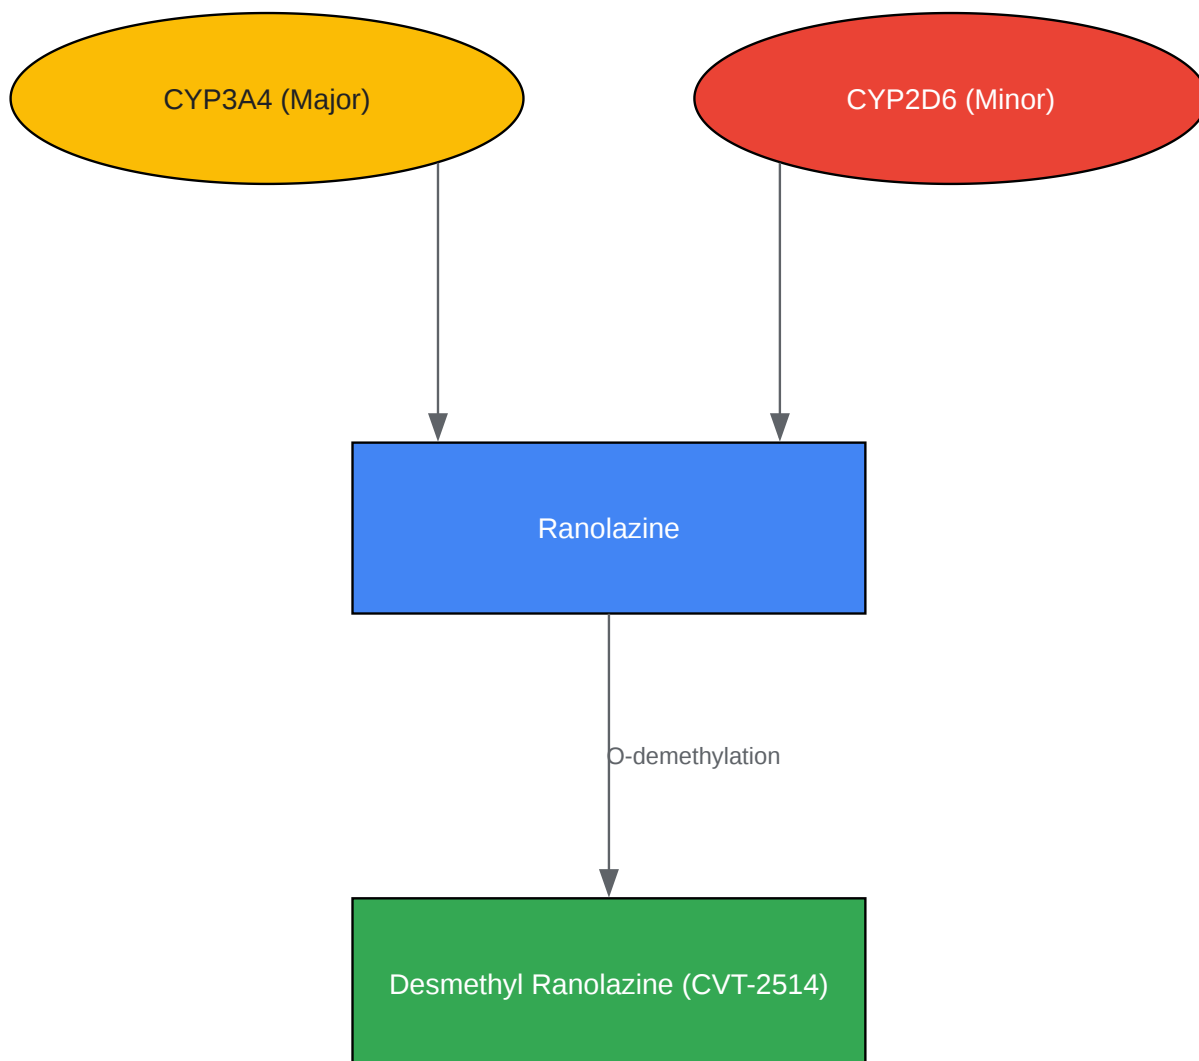 CYP3A4 (Major)
CYP2D6 (Minor)
Ranolazine
O-demethylation
Desmethyl Ranolazine (CVT-2514)